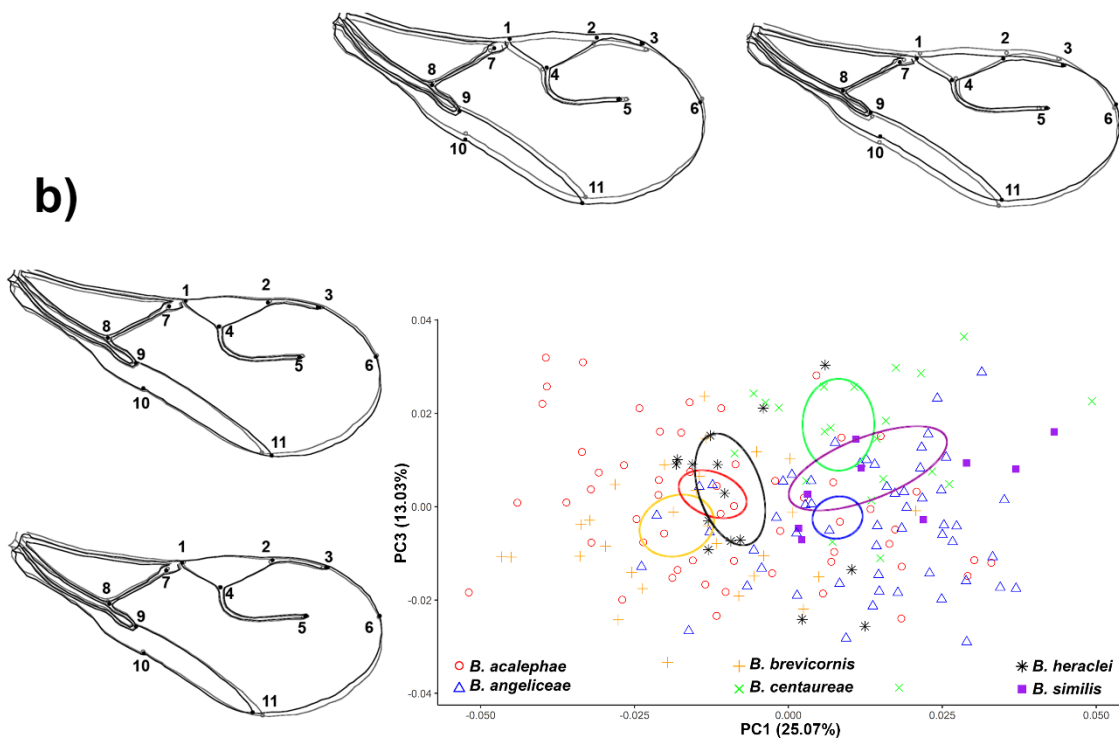 1 2 3 4 5 6 7 8 9 10 11
1 2 3 4 5 6 7 8 9 10 11
b)
1 2 3 4 5 6 7 8 9 10 11
1 2 3 4 5 6 7 8 9 10 11
0.04
0.02
0.00
-0.02
-0.04
PC3 (13.03%)
B. acalephae B. brevicornis B. heraclei
B. angeliceae B. centaureae B. similis
-0.050 -0.025 0.000 0.025 0.050
PC1 (25.07%)